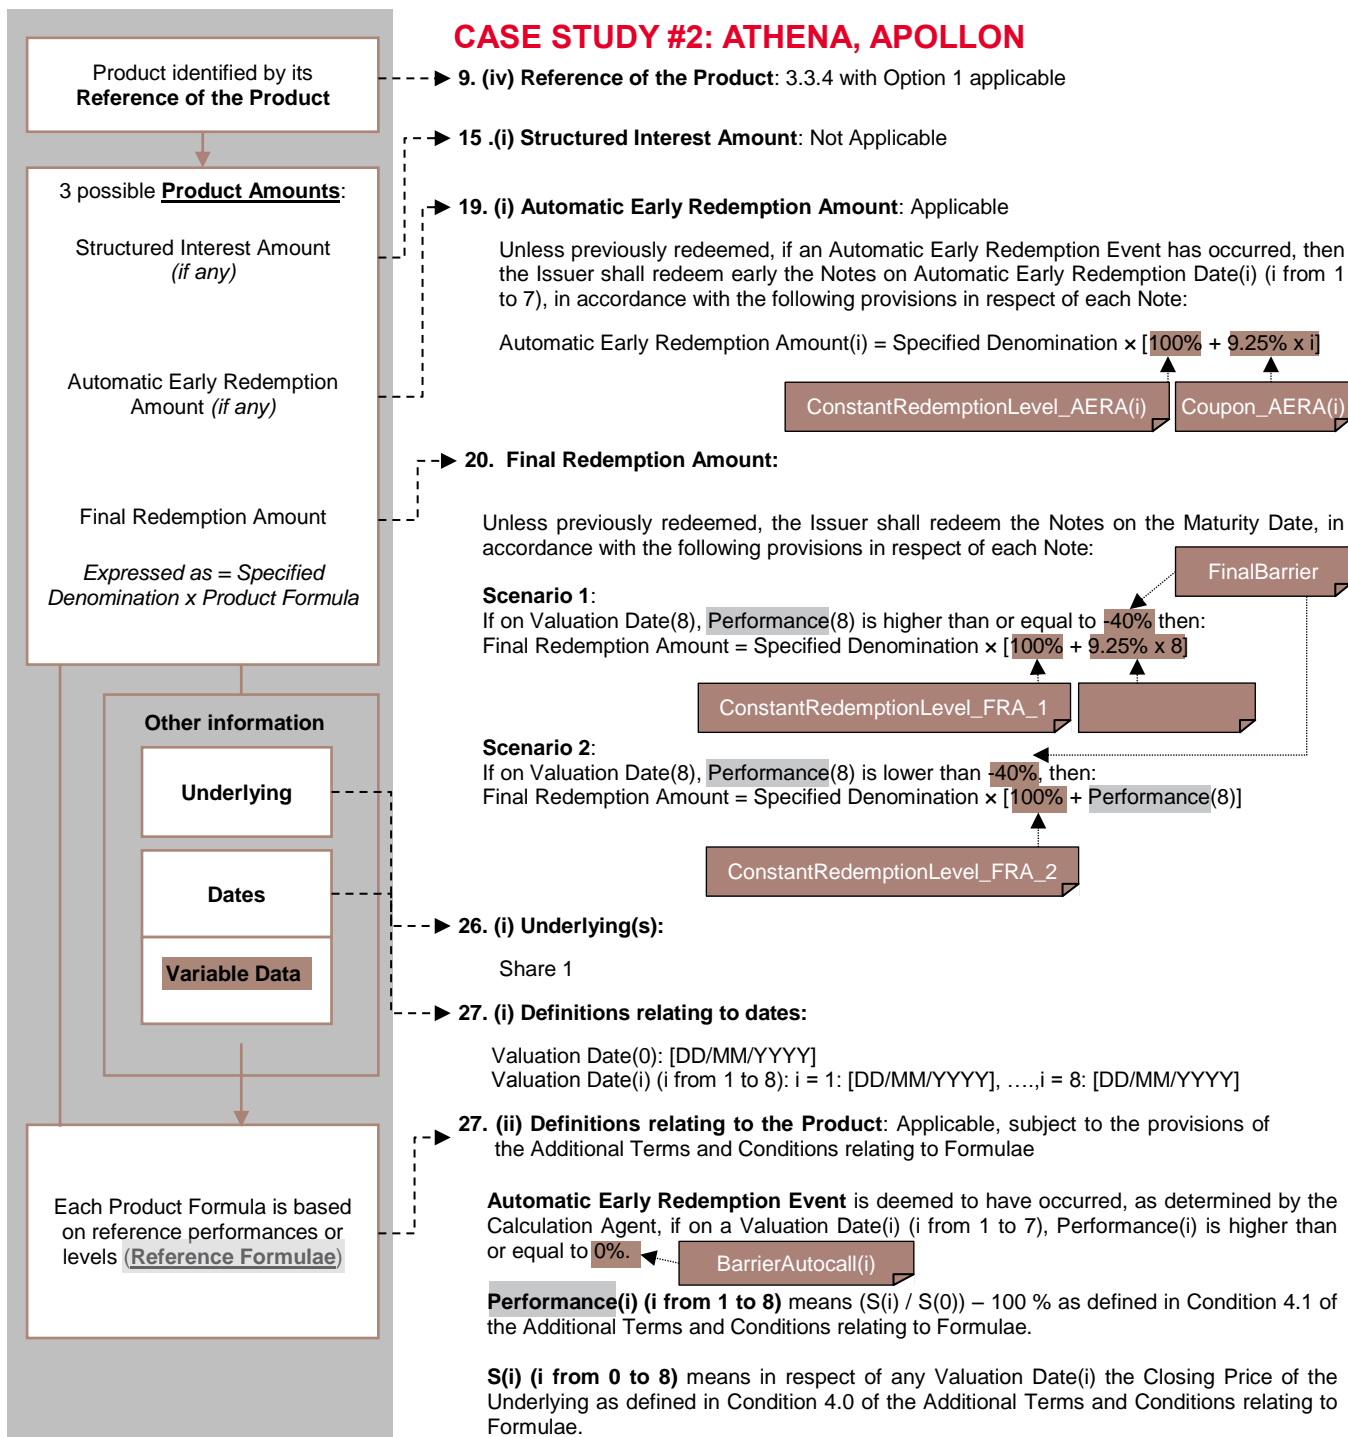 CASE STUDY #2: ATHENA, APOLLON
Product identified by its
Reference of the Product
3 possible Product Amounts:
Structured Interest Amount
(if any)
Automatic Early Redemption
Amount (if any)
Final Redemption Amount
Expressed as = Specified
Denomination x Product Formula
Other information
Underlying
Dates
Variable Data
Each Product Formula is based
on reference performances or
levels (Reference Formulae)
9. (iv) Reference of the Product: 3.3.4 with Option 1 applicable
15 .(i) Structured Interest Amount: Not Applicable
19. (i) Automatic Early Redemption Amount: Applicable
Unless previously redeemed, if an Automatic Early Redemption Event has occurred, then
the Issuer shall redeem early the Notes on Automatic Early Redemption Date(i) (i from 1
to 7), in accordance with the following provisions in respect of each Note:
Automatic Early Redemption Amount(i) = Specified Denomination × [100% + 9.25% x i]
ConstantRedemptionLevel_AERA(i)
Coupon_AERA(i)
20. Final Redemption Amount:
Unless previously redeemed, the Issuer shall redeem the Notes on the Maturity Date, in
accordance with the following provisions in respect of each Note:
FinalBarrier
Scenario 1:
If on Valuation Date(8), Performance(8) is higher than or equal to -40% then:
Final Redemption Amount = Specified Denomination × [100% + 9.25% x 8]
ConstantRedemptionLevel_FRA_1
Scenario 2:
If on Valuation Date(8), Performance(8) is lower than -40%, then:
Final Redemption Amount = Specified Denomination × [100% + Performance(8)]
ConstantRedemptionLevel_FRA_2
26. (i) Underlying(s):
Share 1
27. (i) Definitions relating to dates:
Valuation Date(0): [DD/MM/YYYY]
Valuation Date(i) (i from 1 to 8): i = 1: [DD/MM/YYYY], ….,i = 8: [DD/MM/YYYY]
27. (ii) Definitions relating to the Product: Applicable, subject to the provisions of
the Additional Terms and Conditions relating to Formulae
Automatic Early Redemption Event is deemed to have occurred, as determined by the
Calculation Agent, if on a Valuation Date(i) (i from 1 to 7), Performance(i) is higher than
or equal to 0%.
BarrierAutocall(i)
Performance(i) (i from 1 to 8) means (S(i) / S(0)) – 100 % as defined in Condition 4.1 of
the Additional Terms and Conditions relating to Formulae.
S(i) (i from 0 to 8) means in respect of any Valuation Date(i) the Closing Price of the
Underlying as defined in Condition 4.0 of the Additional Terms and Conditions relating to
Formulae.